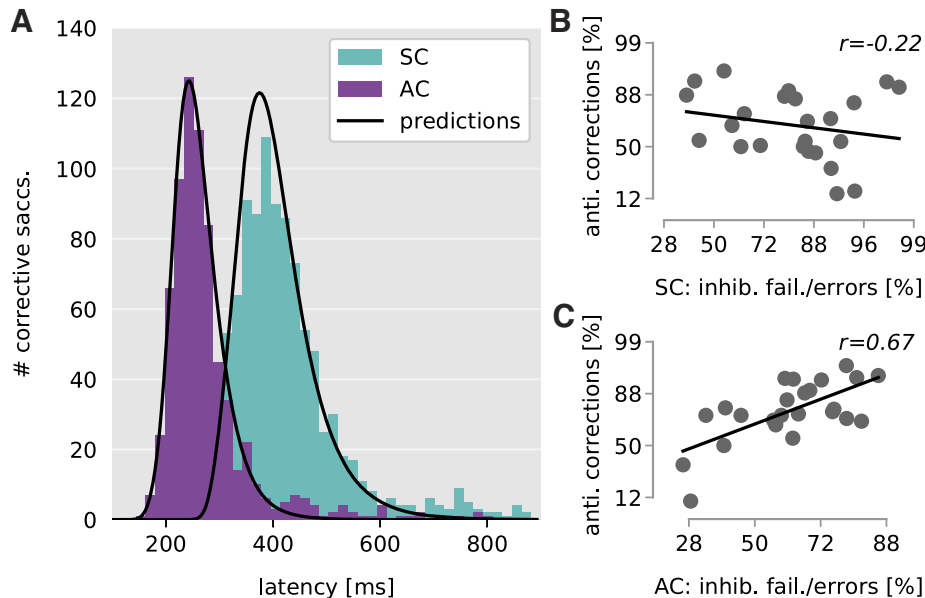 A
140
120
100
80
60
40
20
0
# corrective saccs.
SC
AC
predictions
200 400 600 800
latency [ms]
B
r=-0.22
99
88
50
12
anti. corrections [%]
28 50 72 88 96 99
SC: inhib. fail./errors [%]
C
r=0.67
99
88
50
12
anti. corrections [%]
28 50 72 88
AC: inhib. fail./errors [%]